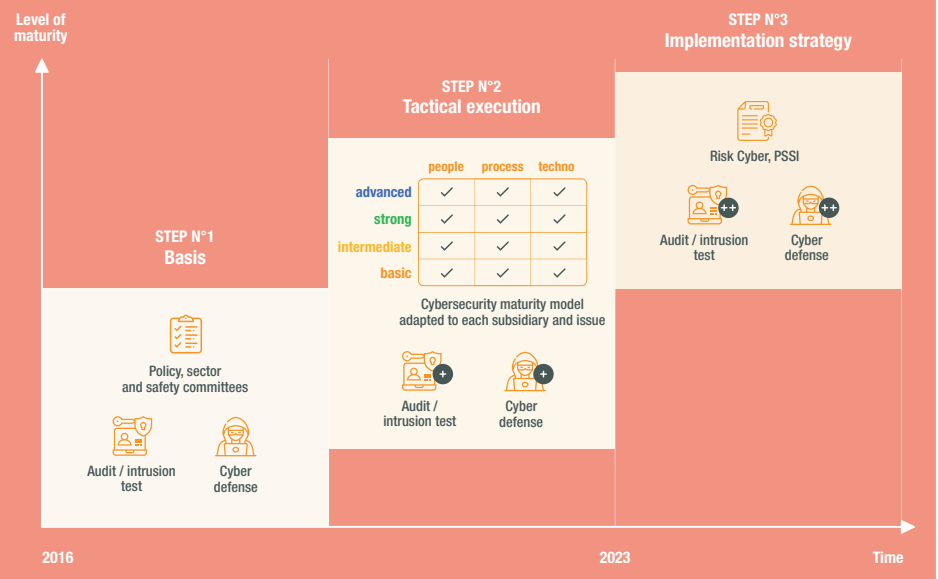 Level of
maturity
STEP N°1
Basis
Policy, sector
and safety committees
Audit / intrusion
test
Cyber
defense
STEP N°2
Tactical execution
people process techno
advanced ✓ ✓ ✓
strong ✓ ✓ ✓
intermediate ✓ ✓ ✓
basic ✓ ✓ ✓
Cybersecurity maturity model
adapted to each subsidiary and issue
+
Audit /
intrusion test
+
Cyber
defense
STEP N°3
Implementation strategy
Risk Cyber, PSSI
++
Audit / intrusion
test
++
Cyber
defense
2016
2023
Time